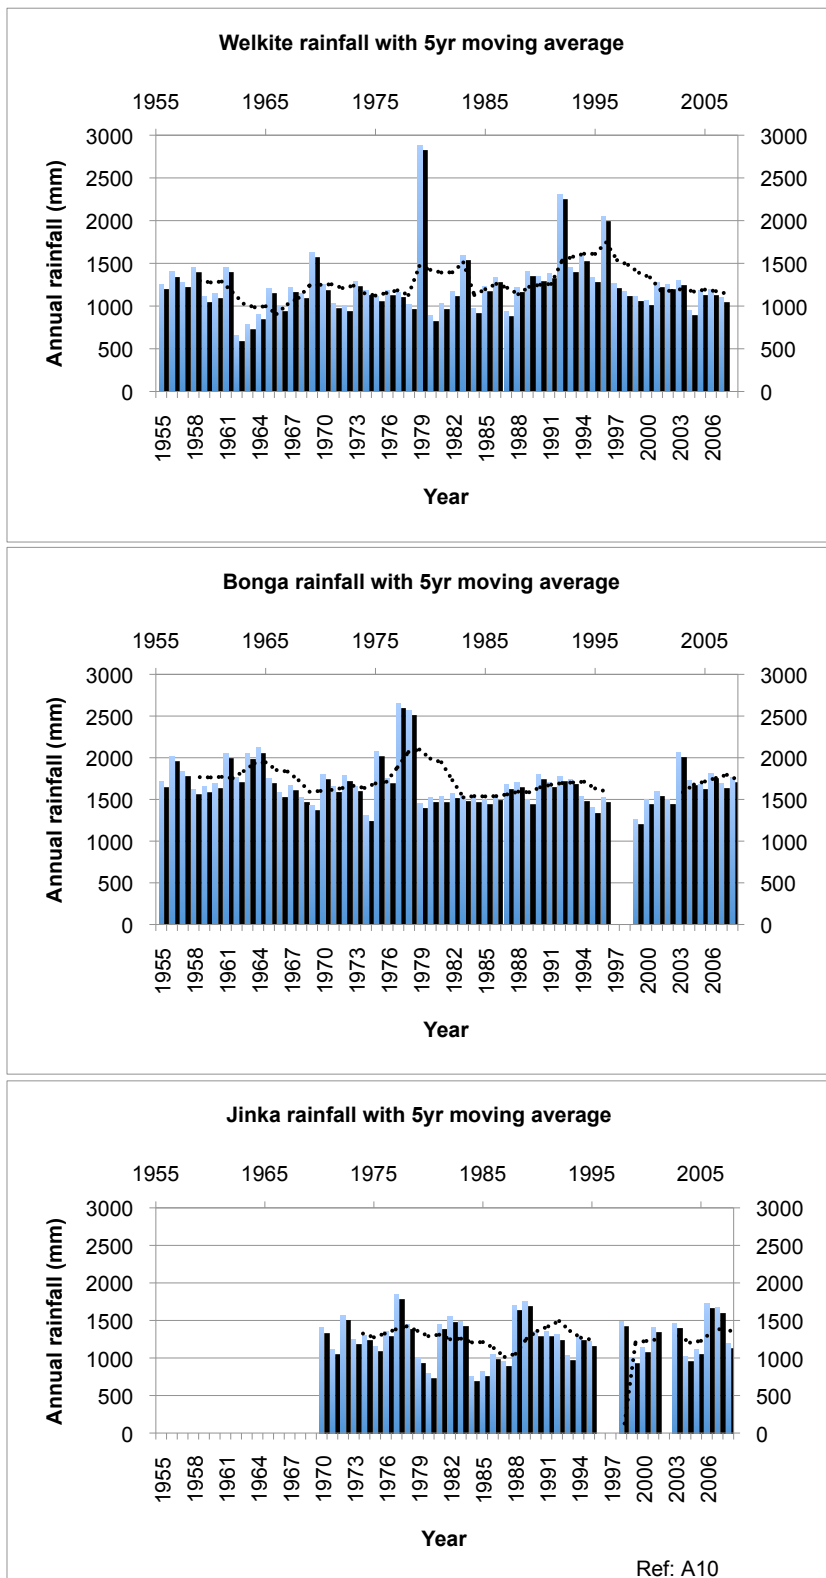 Welkite rainfall with 5yr moving average
1955 1965 1975 1985 1995 2005
Annual rainfall (mm)
3000 3000
2500 2500
2000 2000
1500 1500
1000 1000
500 500
0 0
1955 1958 1961 1964 1967 1970 1973 1976 1979 1982 1985 1988 1991 1994 1997 2000 2003 2006
Year
Bonga rainfall with 5yr moving average
1955 1965 1975 1985 1995 2005
Annual rainfall (mm)
3000 3000
2500 2500
2000 2000
1500 1500
1000 1000
500 500
0 0
1955 1958 1961 1964 1967 1970 1973 1976 1979 1982 1985 1988 1991 1994 1997 2000 2003 2006
Year
Jinka rainfall with 5yr moving average
1955 1965 1975 1985 1995 2005
Annual rainfall (mm)
3000 3000
2500 2500
2000 2000
1500 1500
1000 1000
500 500
0 0
1955 1958 1961 1964 1967 1970 1973 1976 1979 1982 1985 1988 1991 1994 1997 2000 2003 2006
Year
Ref: A10